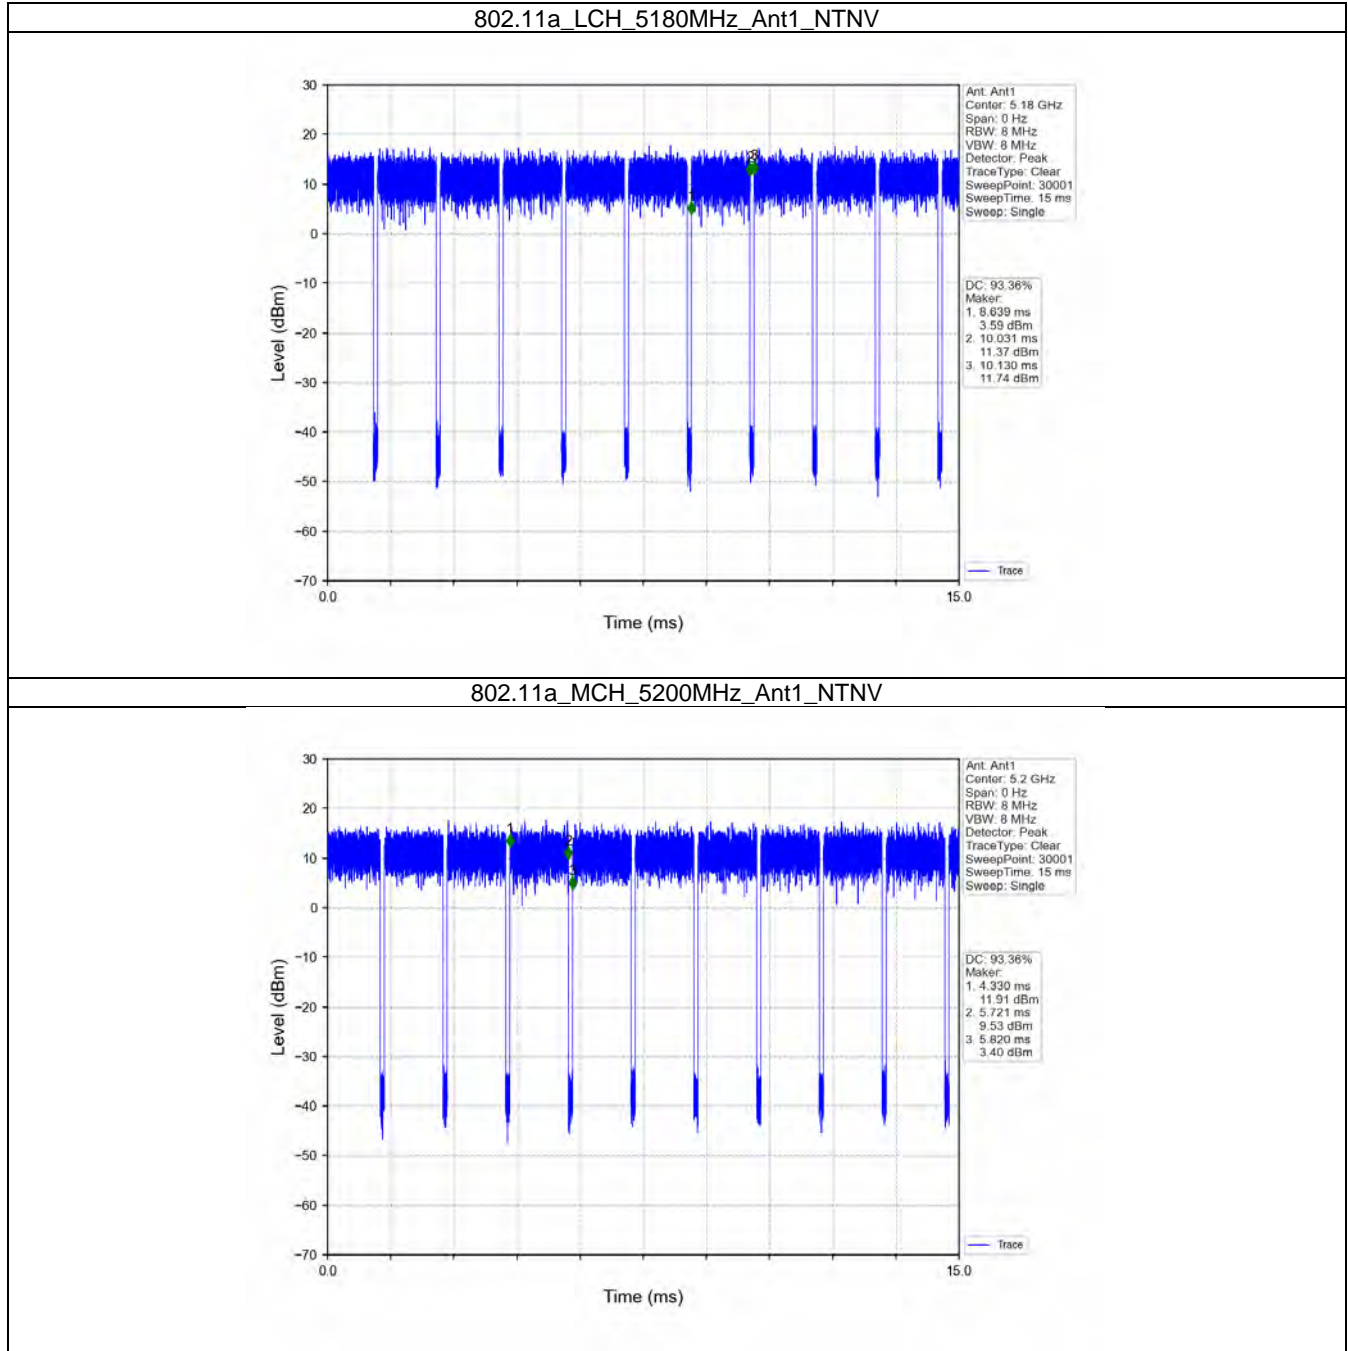 802.11a_LCH_5180MHz_Ant1_NTNV
30
20
10
0
−10
−20
−30
−40
−50
−60
−70
Level (dBm)
0.0
15.0
Time (ms)
1
2
3
Ant: Ant1
Center: 5.18 GHz
Span: 0 Hz
RBW: 8 MHz
VBW: 8 MHz
Detector: Peak
TraceType: Clear
SweepPoint: 30001
SweepTime: 15 ms
Sweep: Single
DC: 93.36%
Maker:
1. 8.639 ms
3.59 dBm
2. 10.031 ms
11.37 dBm
3. 10.130 ms
11.74 dBm
Trace
802.11a_MCH_5200MHz_Ant1_NTNV
30
20
10
0
−10
−20
−30
−40
−50
−60
−70
Level (dBm)
0.0
15.0
Time (ms)
1
2
3
Ant: Ant1
Center: 5.2 GHz
Span: 0 Hz
RBW: 8 MHz
VBW: 8 MHz
Detector: Peak
TraceType: Clear
SweepPoint: 30001
SweepTime: 15 ms
Sweep: Single
DC: 93.36%
Maker:
1. 4.330 ms
11.91 dBm
2. 5.721 ms
9.53 dBm
3. 5.820 ms
3.40 dBm
Trace